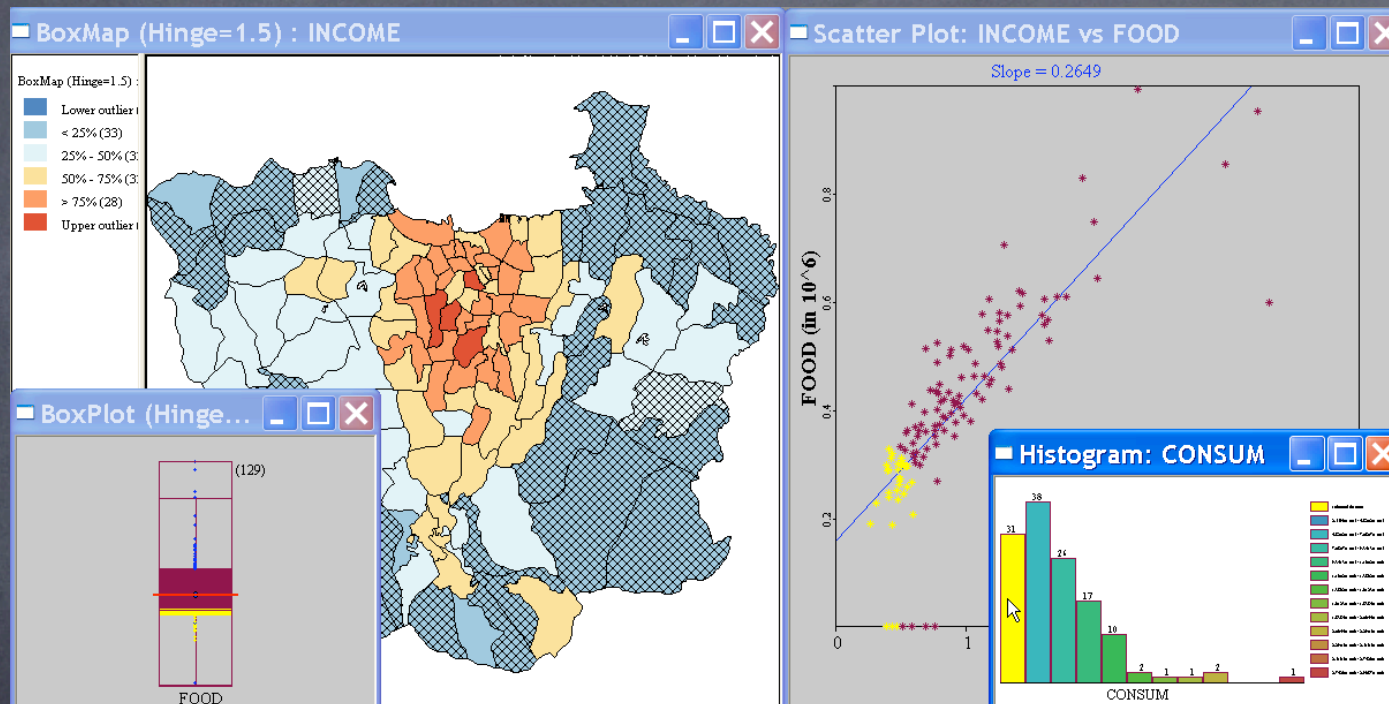 BoxMap (Hinge=1.5) : INCOME
BoxMap (Hinge=1.5) :
Lower outlier
< 25% (33)
25% - 50% (3
50% - 75% (3
> 75% (28)
Upper outlier
BoxPlot (Hinge...
(129)
FOOD
Scatter Plot: INCOME vs FOOD
Slope = 0.2649
FOOD (in 10^6)
0.8
0.6
0.4
0.2
0
1
Histogram: CONSUM
31
38
26
17
10
2
1
1
2
1
CONSUM